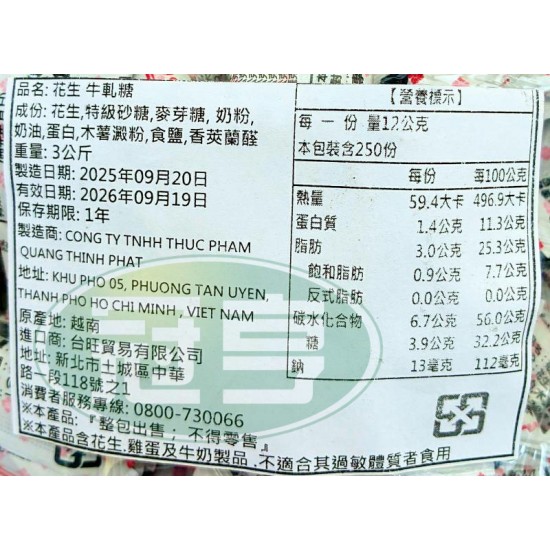 品名: 花生 牛軋糖
成份: 花生,特級砂糖,麥芽糖, 奶粉,
奶油,蛋白,木薯澱粉,食鹽,香莢蘭醛
重量: 3公斤
製造日期: 2025年09月20日
有效日期: 2026年09月19日
保存期限: 1年
製造商: CONG TY TNHH THUC PHAM
QUANG THINH PHAT
地址: KHU PHO 05, PHUONG TAN UYEN,
THANH PHO HO CHI MINH , VIET NAM
原產地: 越南
進口商: 台旺貿易有限公司
地址: 新北市土城區中華
路一段118號之1
消費者服務專線: 0800-730066
※本產品:『整包出售; 不得零售』
※本產品含花生.雞蛋及牛奶製品,不適合其過敏體質者食用
【營養標示】
每 一 份 量12公克
本包裝含250份
每份 每100公克
熱量 59.4大卡 496.9大卡
蛋白質 1.4公克 11.3公克
脂肪 3.0公克 25.3公克
飽和脂肪 0.9公克 7.7公克
反式脂肪 0.0公克 0.0公克
碳水化合物 6.7公克 56.0公克
糖 3.9公克 32.2公克
鈉 13毫克 112毫克